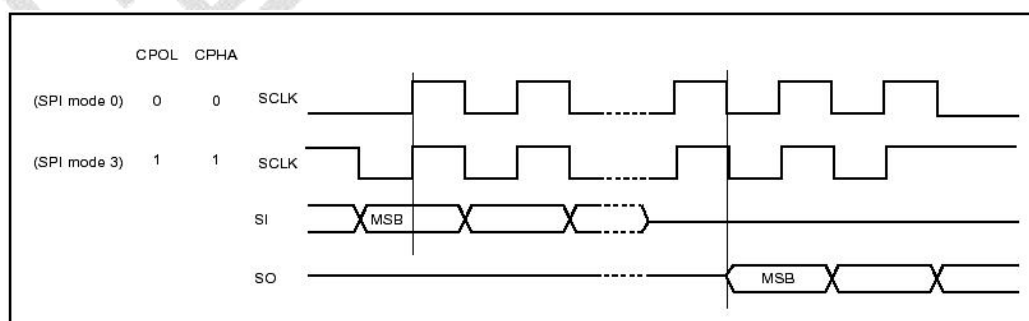 CPOL CPHA
(SPI mode 0) 0 0 SCLK
(SPI mode 3) 1 1 SCLK
SI MSB
SO MSB